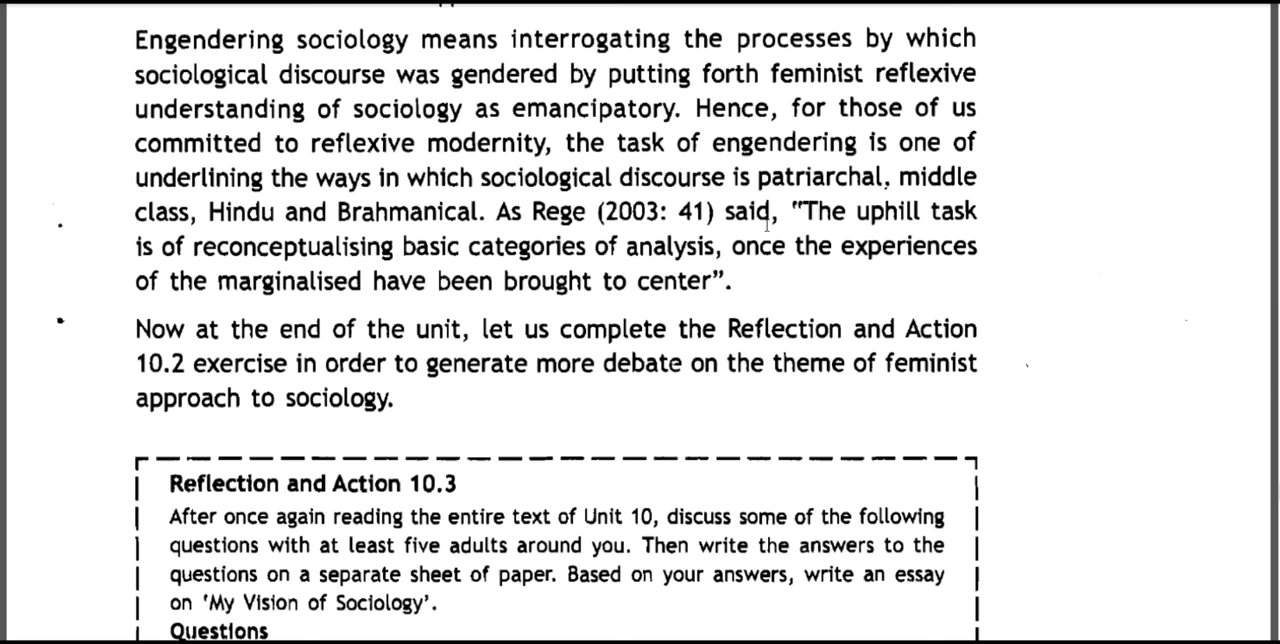 Engendering sociology means interrogating the processes by which
sociological discourse was gendered by putting forth feminist reflexive
understanding of sociology as emancipatory. Hence, for those of us
committed to reflexive modernity, the task of engendering is one of
underlining the ways in which sociological discourse is patriarchal, middle
class, Hindu and Brahmanical. As Rege (2003: 41) said, "The uphill task
is of reconceptualising basic categories of analysis, once the experiences
of the marginalised have been brought to center".
Now at the end of the unit, let us complete the Reflection and Action
10.2 exercise in order to generate more debate on the theme of feminist
approach to sociology.
Reflection and Action 10.3
After once again reading the entire text of Unit 10, discuss some of the following
questions with at least five adults around you. Then write the answers to the
questions on a separate sheet of paper. Based on your answers, write an essay
on 'My Vision of Sociology'.
Questions